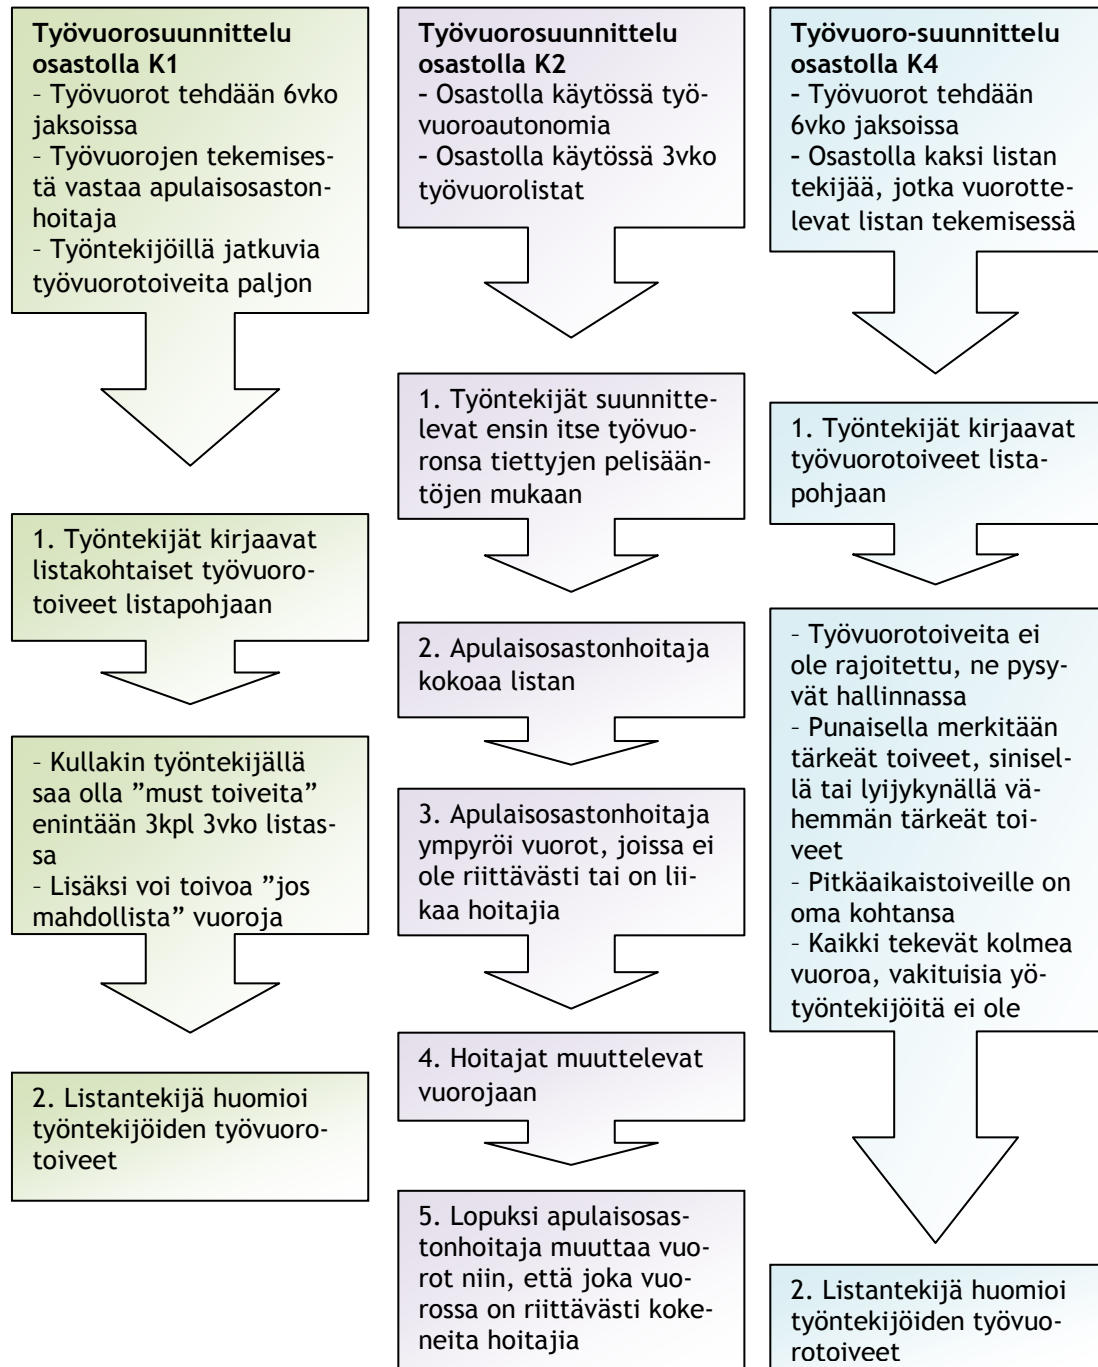 Työvuorosuunnittelu
osastolla K1
- Työvuorot tehdään 6vko
jaksoissa
- Työvuorojen tekemises-
tä vastaa apulaisosaston-
hoitaja
- Työntekijöillä jatkuvia
työvuorotoiveita paljon
1. Työntekijät kirjaavat
listakohtaiset työvuoro-
toiveet listapohjaan
- Kullakin työntekijällä
saa olla ”must toiveita”
enintään 3kpl 3vko listas-
sa
- Lisäksi voi toivoa ”jos
mahdollista” vuoroja
2. Listantekijä huomioi
työntekijöiden työvuoro-
toiveet
Työvuorosuunnittelu
osastolla K2
- Osastolla käytössä työ-
vuoroautonomia
- Osastolla käytössä 3vko
työvuorolistat
1. Työntekijät suunnitte-
levat ensin itse työvuo-
ronsa tiettyjen pelisään-
töjen mukaan
2. Apulaisosastonhoitaja
kokoaa listan
3. Apulaisosastonhoitaja
ympyröi vuorot, joissa ei
ole riittävästi tai on lii-
kaa hoitajia
4. Hoitajat muuttelevat
vuorojaan
5. Lopuksi apulaisosas-
tonhoitaja muuttaa vuo-
rot niin, että joka vuo-
rossa on riittävästi koke-
neita hoitajia
Työvuoro-suunnittelu
osastolla K4
- Työvuorot tehdään
6vko jaksoissa
- Osastolla kaksi listan
tekijää, jotka vuorotte-
levat listan tekemisessä
1. Työntekijät kirjaavat
työvuorotoiveet lista-
pohjaan
- Työvuorotoiveita ei
ole rajoitettu, ne pysy-
vät hallinnassa
- Punaisella merkitään
tärkeät toiveet, sinisel-
lä tai lyijykynällä vä-
hemmän tärkeät toi-
veet
- Pitkäaikaistoiveille on
oma kohtansa
- Kaikki tekevät kolmea
vuoroa, vakituisia yö-
työntekijöitä ei ole
2. Listantekijä huomioi
työntekijöiden työvuo-
rotoiveet